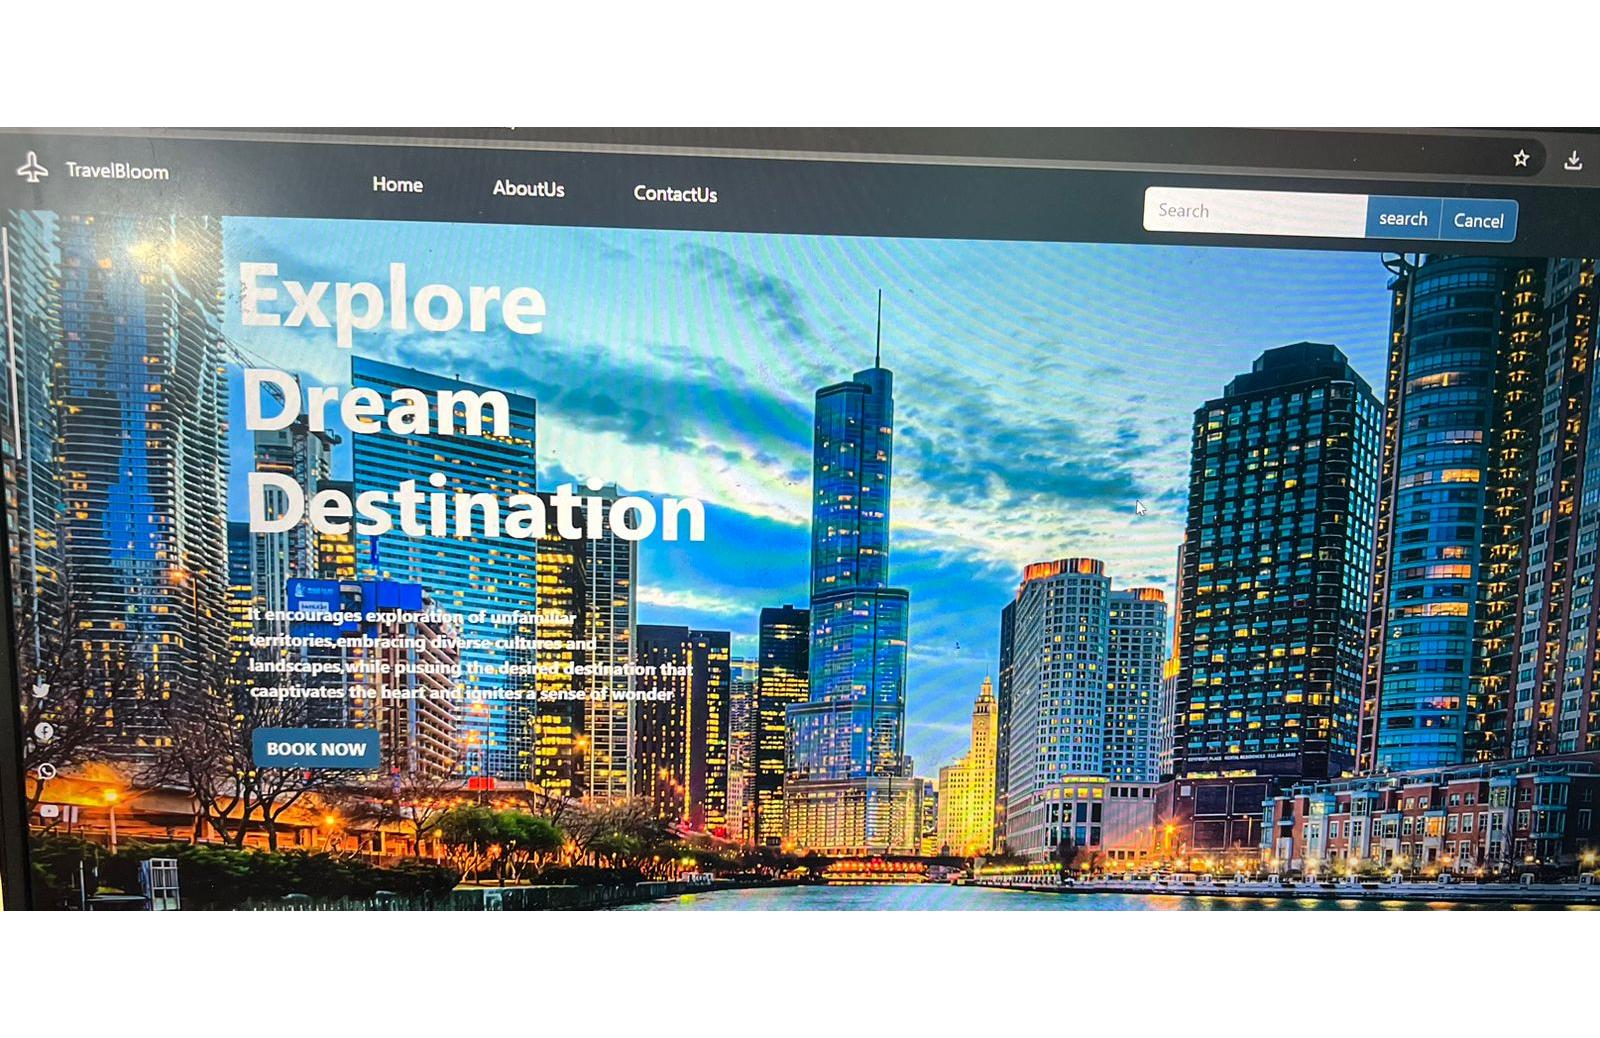 TravelBloom
Home
AboutUs
ContactUs
Search
search
Cancel
Explore
Dream
Destination
It encourages exploration of unfamiliar
territories,embracing diverse cultures and
landscapes,while pusuing the desired destination that
caaptivates the heart and ignites a sense of wonder
BOOK NOW